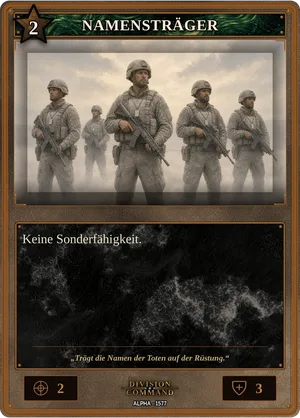 2
NAMENSTRÄGER
Keine Sonderfähigkeit.
„Trägt die Namen der Toten auf der Rüstung.“
2
DIVISION
COMMAND
ALPHA - 1577
3